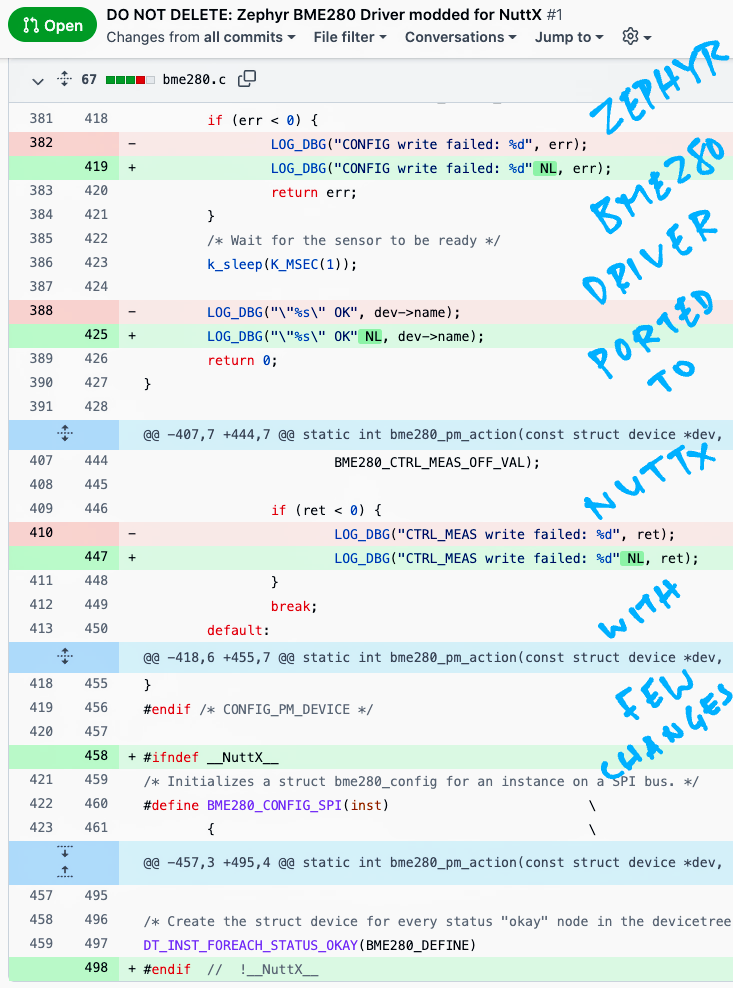 Open
DO NOT DELETE: Zephyr BME280 Driver modded for NuttX #1
Changes from all commits File filter Conversations Jump to
67 bme280.c
381 418 if (err < 0) {
382 - LOG_DBG("CONFIG write failed: %d", err);
419 + LOG_DBG("CONFIG write failed: %d" NL, err);
383 420 return err;
384 421 }
385 422 /* Wait for the sensor to be ready */
386 423 k_sleep(K_MSEC(1));
387 424
388 - LOG_DBG("\"%s\" OK", dev->name);
425 + LOG_DBG("\"%s\" OK" NL, dev->name);
389 426 return 0;
390 427 }
391 428
@@ -407,7 +444,7 @@ static int bme280_pm_action(const struct device *dev,
407 444 BME280_CTRL_MEAS_OFF_VAL);
408 445
409 446 if (ret < 0) {
410 - LOG_DBG("CTRL_MEAS write failed: %d", ret);
447 + LOG_DBG("CTRL_MEAS write failed: %d" NL, ret);
411 448 }
412 449 break;
413 450 default:
@@ -418,6 +455,7 @@ static int bme280_pm_action(const struct device *dev,
418 455 }
419 456 #endif /* CONFIG_PM_DEVICE */
420 457
458 + #ifndef __NuttX__
421 459 /* Initializes a struct bme280_config for an instance on a SPI bus. */
422 460 #define BME280_CONFIG_SPI(inst) \
423 461 { \
@@ -457,3 +495,4 @@ static int bme280_pm_action(const struct device *dev,
457 495
458 496 /* Create the struct device for every status "okay" node in the devicetree
459 497 DT_INST_FOREACH_STATUS_OKAY(BME280_DEFINE)
498 + #endif // !__NuttX__
ZEPHYR
BME280
DRIVER
PORTED
TO
NUTTX
WITH
FEW
CHANGES